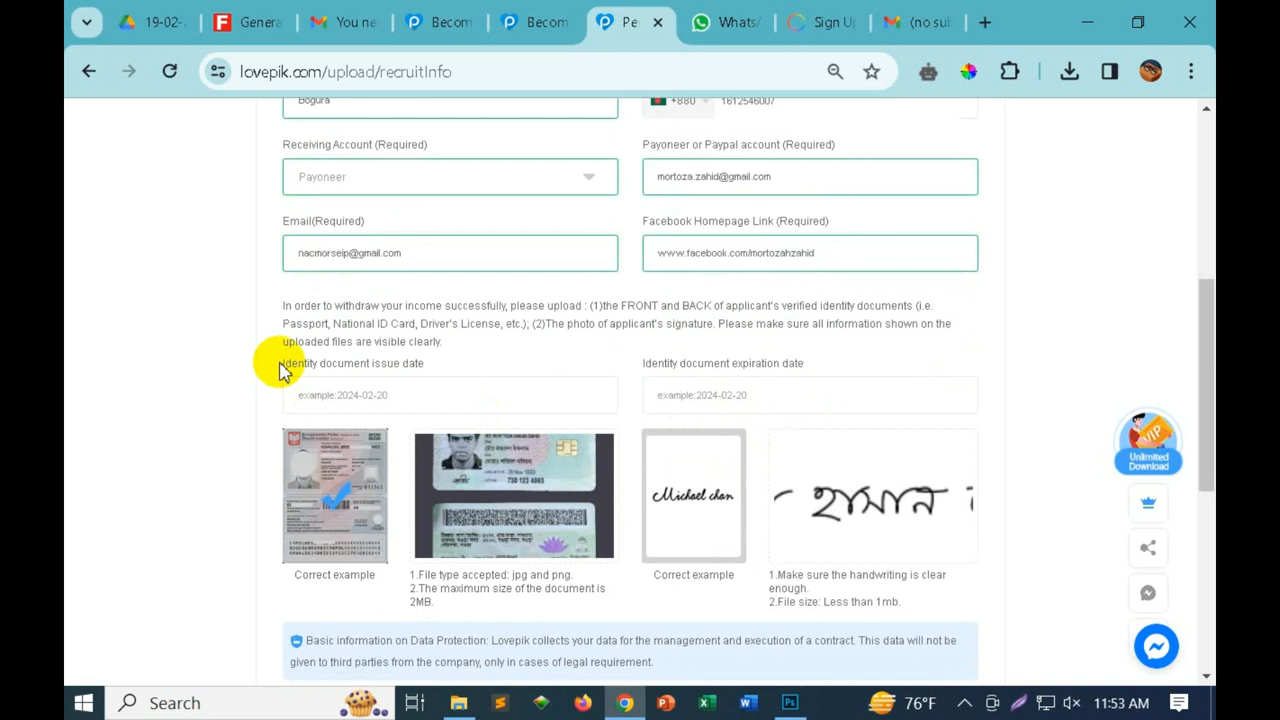 19-02-
Genera
You ne
Becom
Becom
Pe
Whats
Sign U
(no su
lovepik.com/upload/recruitInfo
Bogura
+880
1612546007
Receiving Account (Required)
Payoneer or Paypal account (Required)
Payoneer
mortoza.zahid@gmail.com
Email(Required)
Facebook Homepage Link (Required)
nacmorseip@gmail.com
www.facebook.com/mortozahzahid
In order to withdraw your income successfully, please upload : (1)the FRONT and BACK of applicant's verified identity documents (i.e.
Passport, National ID Card, Driver's License, etc.); (2)The photo of applicant's signature. Please make sure all information shown on the
uploaded files are visible clearly.
Identity document issue date
Identity document expiration date
example:2024-02-20
example:2024-02-20
Michael chan
হাসান
Correct example
1.File type accepted: jpg and png.
2.The maximum size of the document is
2MB.
Correct example
1.Make sure the handwriting is clear
enough.
2.File size: Less than 1mb.
Basic information on Data Protection: Lovepik collects your data for the management and execution of a contract. This data will not be
given to third parties from the company, only in cases of legal requirement.
VIP
Unlimited
Download
Search
76°F
11:53 AM